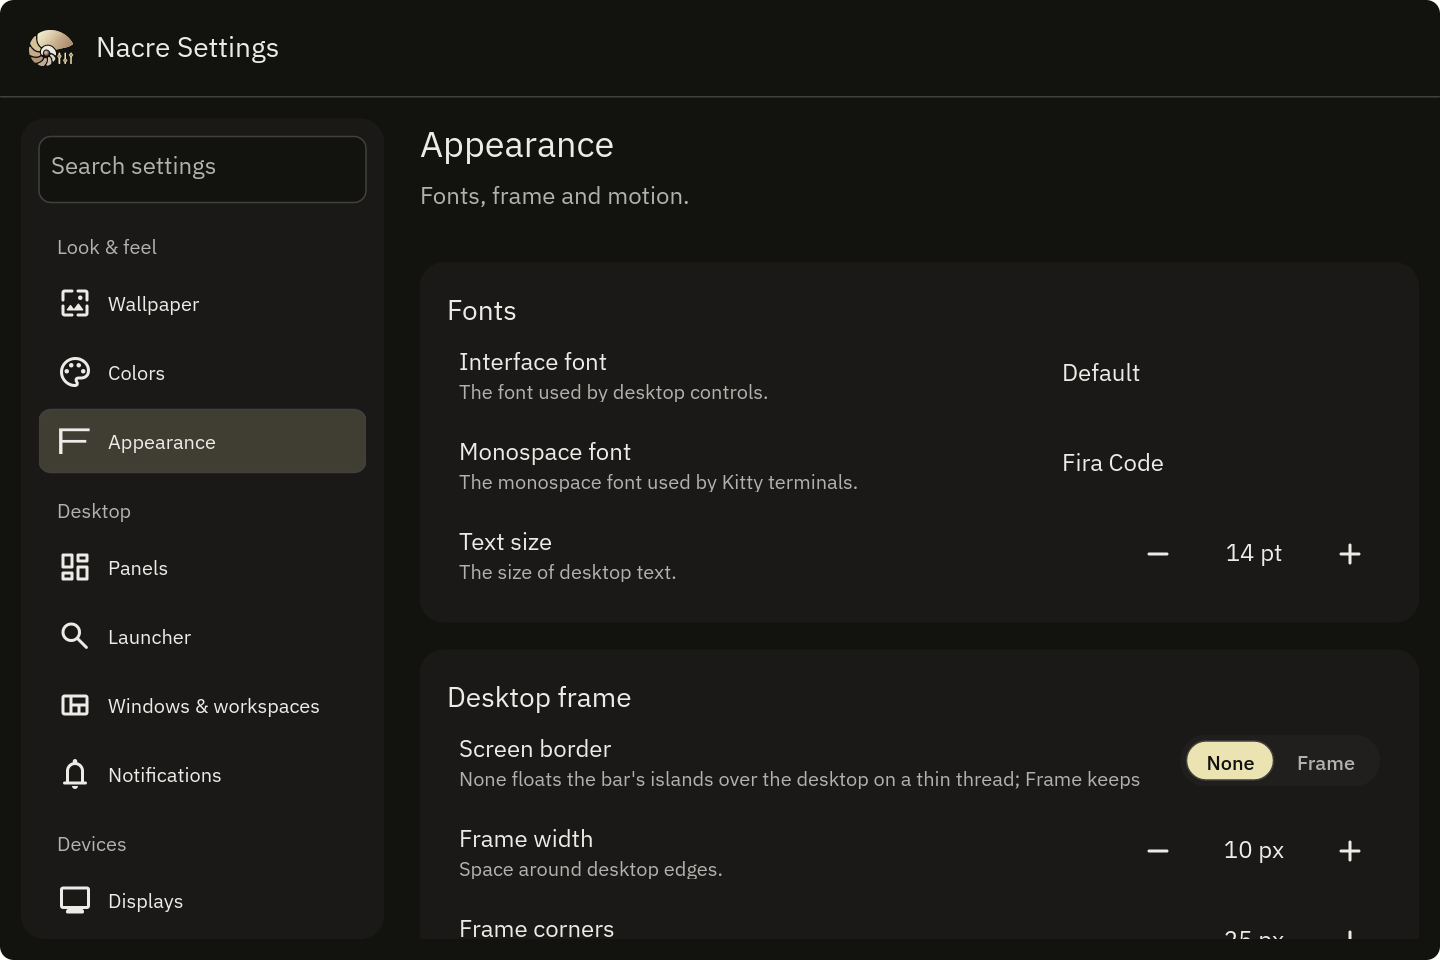 Nacre Settings
Search settings
Look & feel
Wallpaper
Colors
Appearance
Desktop
Panels
Launcher
Windows & workspaces
Notifications
Devices
Displays
Appearance
Fonts, frame and motion.
Fonts
Interface font
The font used by desktop controls.
Default
Monospace font
The monospace font used by Kitty terminals.
Fira Code
Text size
The size of desktop text.
14 pt
Desktop frame
Screen border
None floats the bar's islands over the desktop on a thin thread; Frame keeps
None
Frame
Frame width
Space around desktop edges.
10 px
Frame corners